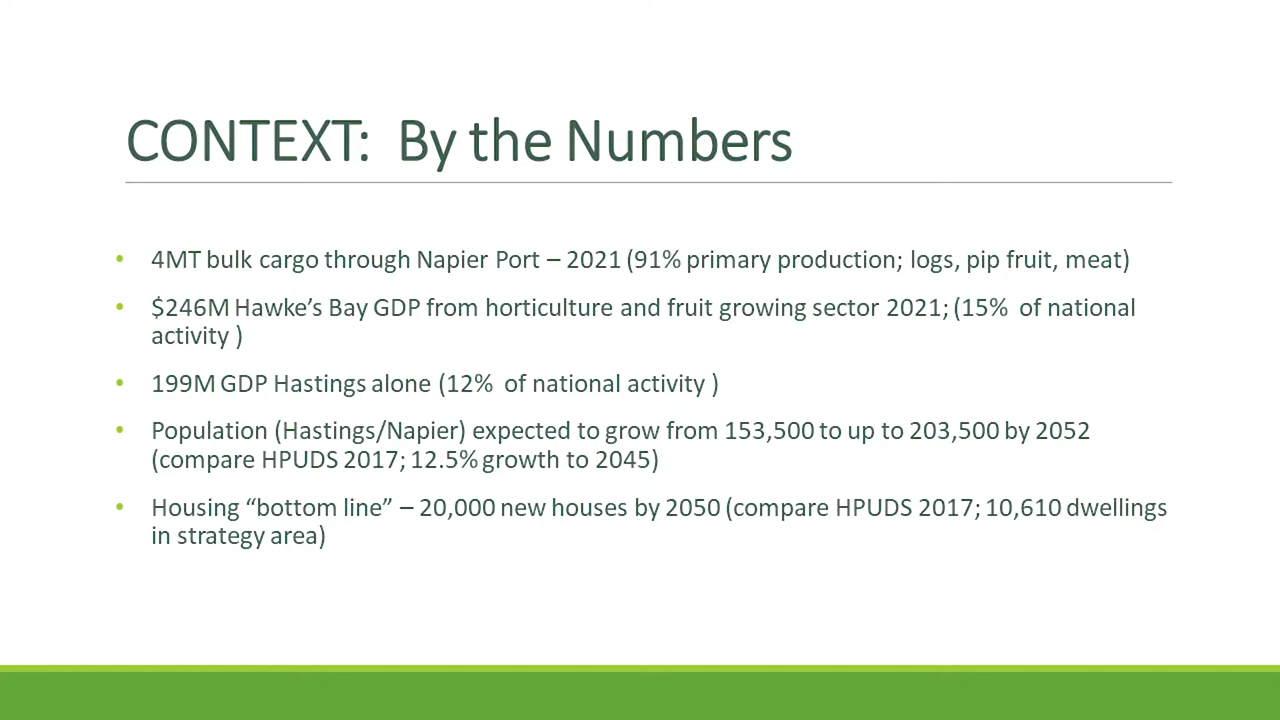 CONTEXT:  By the Numbers
• 4MT bulk cargo through Napier Port – 2021 (91% primary production; logs, pip fruit, meat)
• $246M Hawke’s Bay GDP from horticulture and fruit growing sector 2021; (15%  of national
activity )
• 199M GDP Hastings alone (12%  of national activity )
• Population (Hastings/Napier) expected to grow from 153,500 to up to 203,500 by 2052
(compare HPUDS 2017; 12.5% growth to 2045)
• Housing “bottom line” – 20,000 new houses by 2050 (compare HPUDS 2017; 10,610 dwellings
in strategy area)